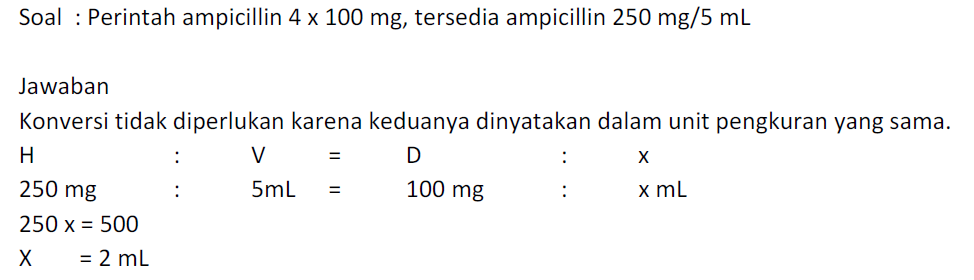 Soal : Perintah ampicillin 4 x 100 mg, tersedia ampicillin 250 mg/5 mL
Jawaban
Konversi tidak diperlukan karena keduanya dinyatakan dalam unit pengkuran yang sama.
H : V = D : x
250 mg : 5mL = 100 mg : x mL
250 x = 500
X = 2 mL